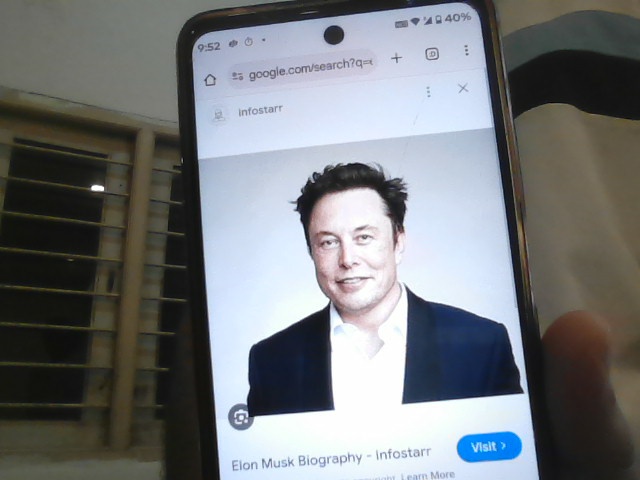 9:52
40%
google.com/search?q=
infostarr
Elon Musk Biography - infostarr
Visit >
Learn More